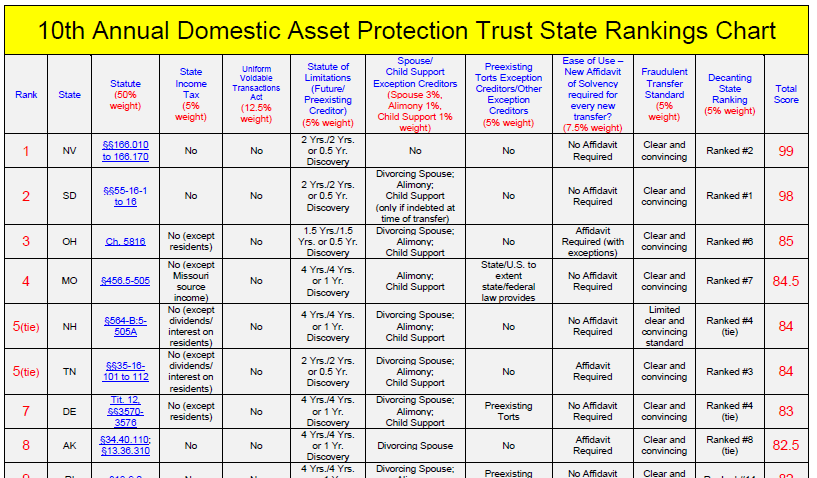 10th Annual Domestic Asset Protection Trust State Rankings Chart
Rank
State
Statute
(50%
weight)
State
Income
Tax
(5%
weight)
Uniform
Voidable
Transactions
Act
(12.5%
weight)
Statute of
Limitations
(Future/
Preexisting
Creditor)
(5% weight)
Spouse/
Child Support
Exception Creditors
(Spouse 3%,
Alimony 1%,
Child Support 1%
weight)
Preexisting
Torts Exception
Creditors/Other
Exception
Creditors
(5% weight)
Ease of Use –
New Affidavit
of Solvency
required for
every new
transfer?
(7.5% weight)
Fraudulent
Transfer
Standard
(5%
weight)
Decanting
State
Ranking
(5% weight)
Total
Score
1
NV
§§166.010
to 166.170
No
No
2 Yrs./2 Yrs.
or 0.5 Yr.
Discovery
No
No
No Affidavit
Required
Clear and
convincing
Ranked #2
99
2
SD
§§55-16-1
to 16
No
No
2 Yrs./2 Yrs.
or 0.5 Yr.
Discovery
Divorcing Spouse;
Alimony;
Child Support
(only if indebted at
time of transfer)
No
No Affidavit
Required
Clear and
convincing
Ranked #1
98
3
OH
Ch. 5816
No (except
residents)
No
1.5 Yrs./1.5
Yrs. or 0.5 Yr.
Discovery
Divorcing Spouse;
Alimony;
Child Support
No
Affidavit
Required (with
exceptions)
Clear and
convincing
Ranked #6
85
4
MO
§456.5-505
No (except
Missouri
source
income)
No
4 Yrs./4 Yrs.
or 1 Yr.
Discovery
Alimony;
Child Support
State/U.S. to
extent
state/federal
law provides
No Affidavit
Required
Clear and
convincing
Ranked #7
84.5
5(tie)
NH
§564-B:5-
505A
No (except
dividends/
interest on
residents)
No
4 Yrs./4 Yrs.
or 1 Yr.
Discovery
Divorcing Spouse;
Alimony;
Child Support
No
No Affidavit
Required
Limited
clear and
convincing
standard
Ranked #4
(tie)
84
5(tie)
TN
§§35-16-
101 to 112
No (except
dividends/
interest on
residents)
No
2 Yrs./2 Yrs.
or 0.5 Yr.
Discovery
Divorcing Spouse;
Alimony;
Child Support
No
Affidavit
Required
Clear and
convincing
Ranked #3
84
7
DE
Tit. 12,
§§3570-
3576
No (except
residents)
No
4 Yrs./4 Yrs.
or 1 Yr.
Discovery
Divorcing Spouse;
Alimony;
Child Support
Preexisting
Torts
No Affidavit
Required
Clear and
convincing
Ranked #4
(tie)
83
8
AK
§34.40.110;
§13.36.310
No
No
4 Yrs./4 Yrs.
or 1 Yr.
Discovery
Divorcing Spouse
No
Affidavit
Required
Clear and
convincing
Ranked #8
(tie)
82.5
4 Yrs./4 Yrs.
Divorcing Spouse;
Preexisting
No Affidavit
Clear and